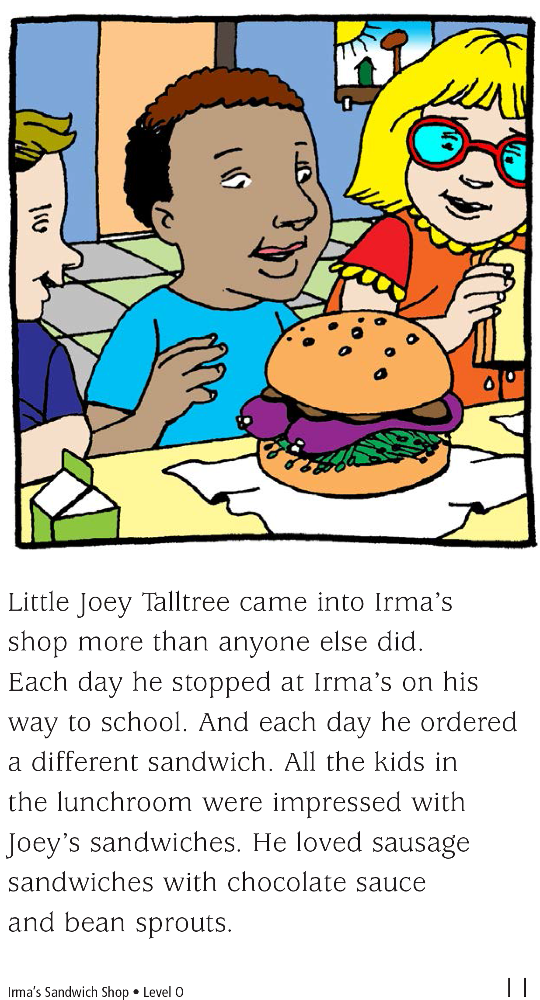 Little Joey Talltree came into Irma’s
shop more than anyone else did.
Each day he stopped at Irma’s on his
way to school. And each day he ordered
a different sandwich. All the kids in
the lunchroom were impressed with
Joey’s sandwiches. He loved sausage
sandwiches with chocolate sauce
and bean sprouts.
Irma’s Sandwich Shop • Level O
11